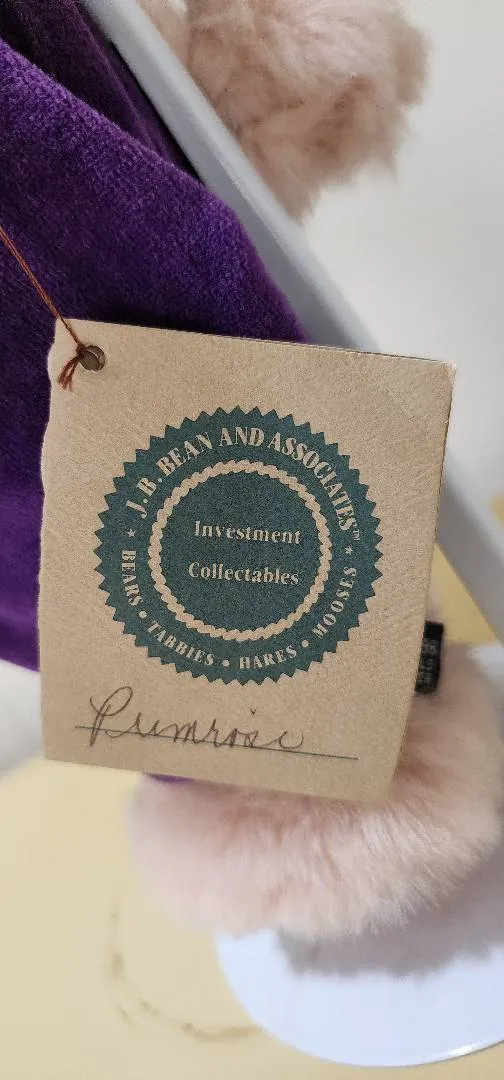 J.B. BEAN AND ASSOCIATES™
Investment
Collectables
★ BEARS • TABBIES • HARES • MOOSES ★
Primrose